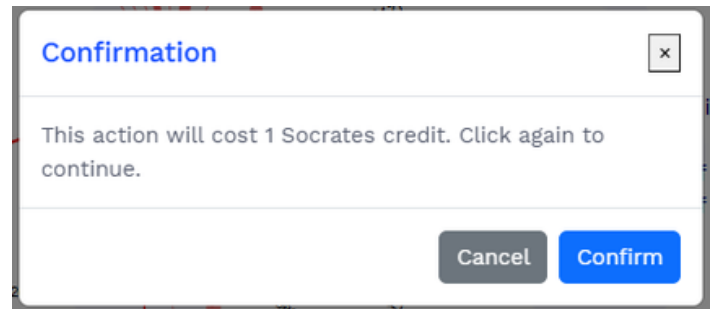 Confirmation
×
This action will cost 1 Socrates credit. Click again to
continue.
Cancel Confirm